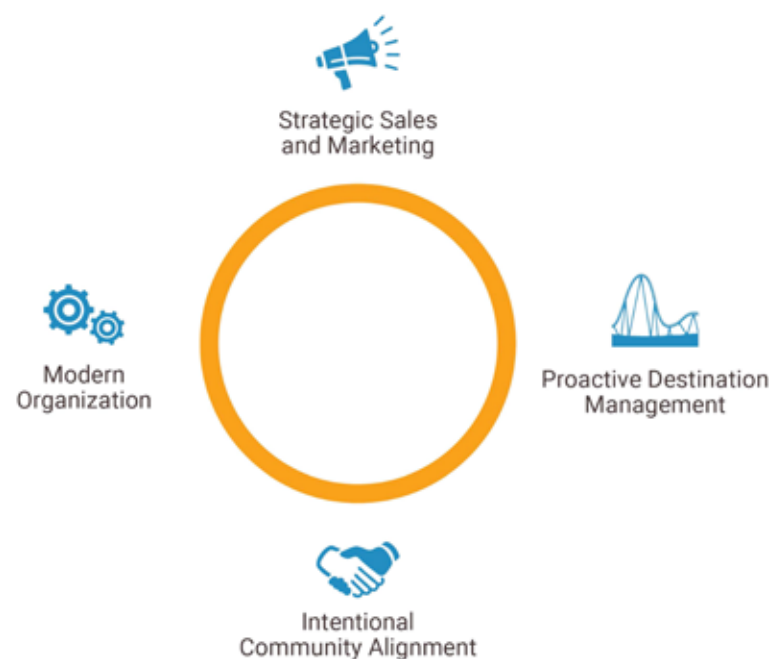 Strategic Sales
and Marketing
Modern
Organization
Proactive Destination
Management
Intentional
Community Alignment